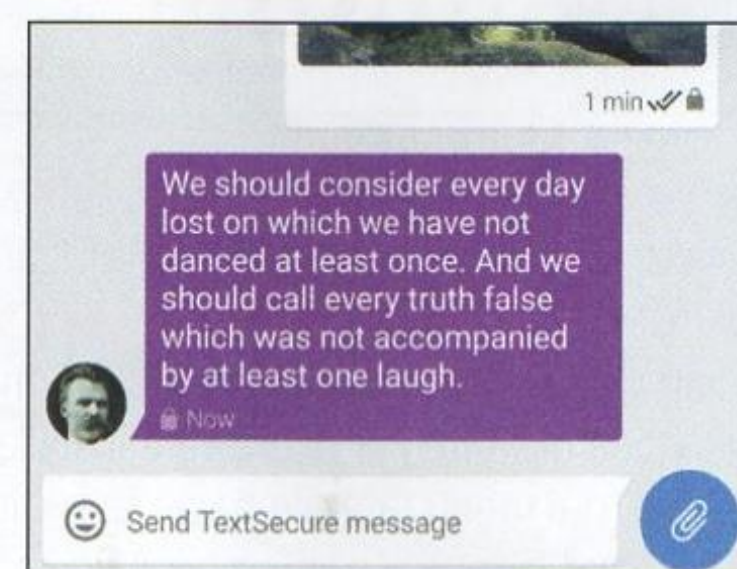 1 min
We should consider every day
lost on which we have not
danced at least once. And we
should call every truth false
which was not accompanied
by at least one laugh.
Now
Send TextSecure message